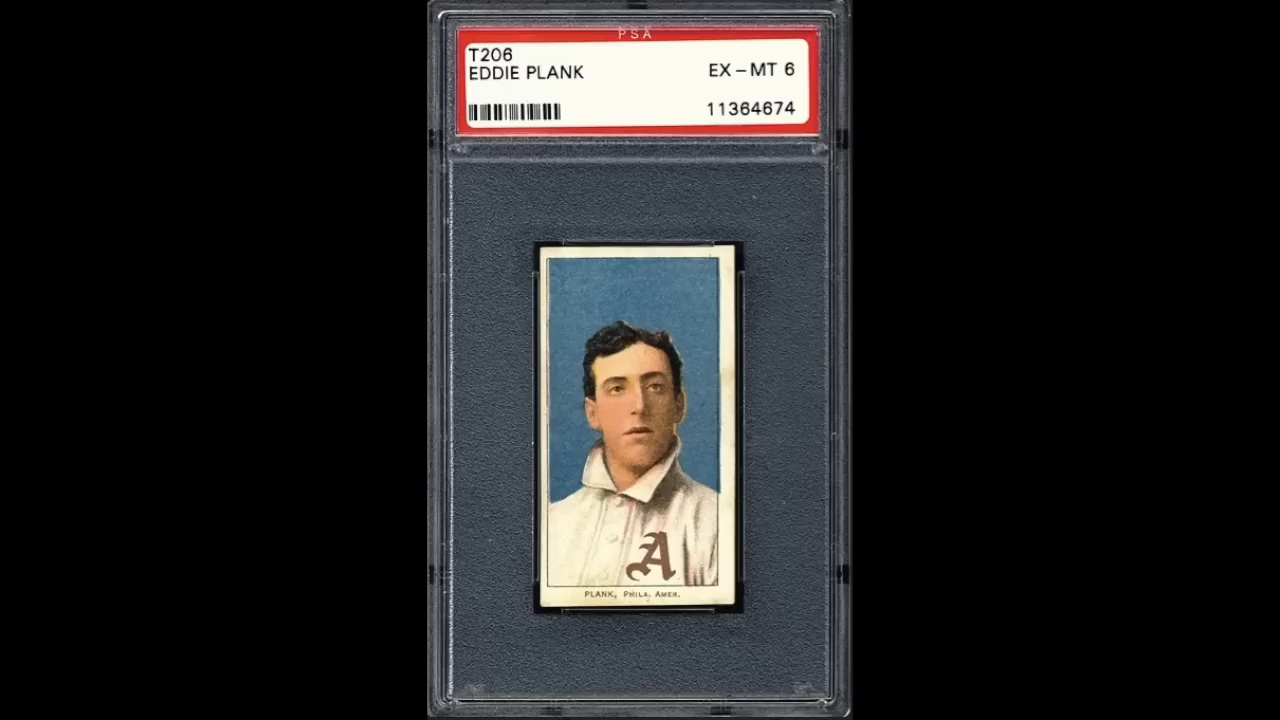 PSA
T206
EDDIE PLANK
EX – MT 6
11364674
A
PLANK, PHILA. AMER.